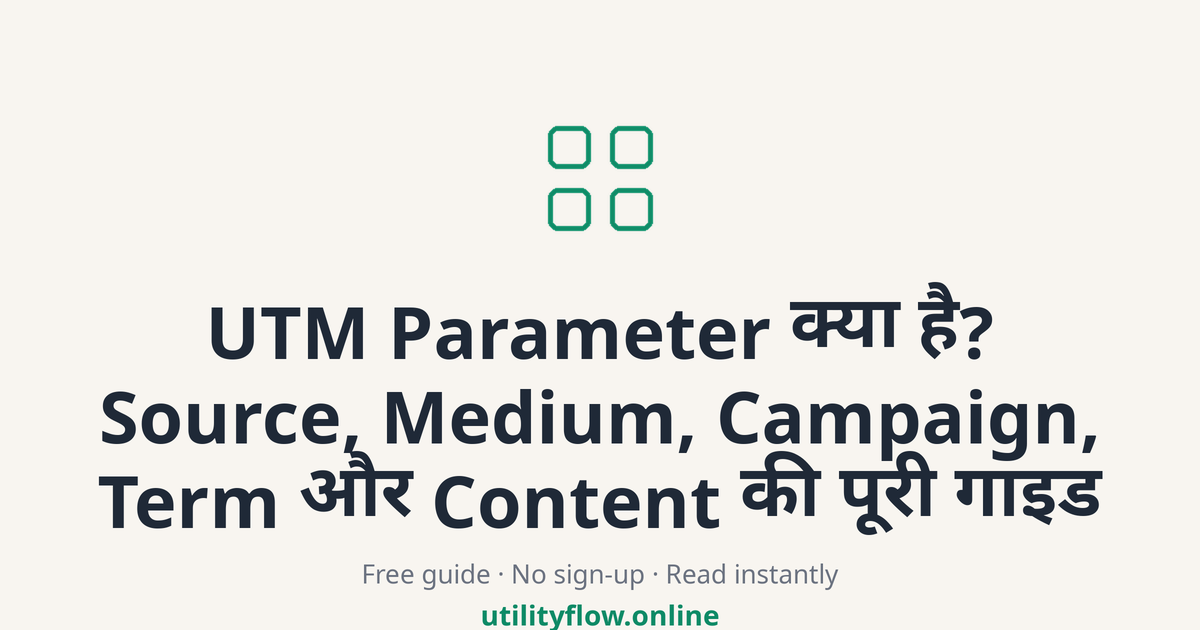 UTM Parameter क्या है?
Source, Medium, Campaign,
Term और Content की पूरी गाइड
Free guide · No sign-up · Read instantly
utilityflow.online